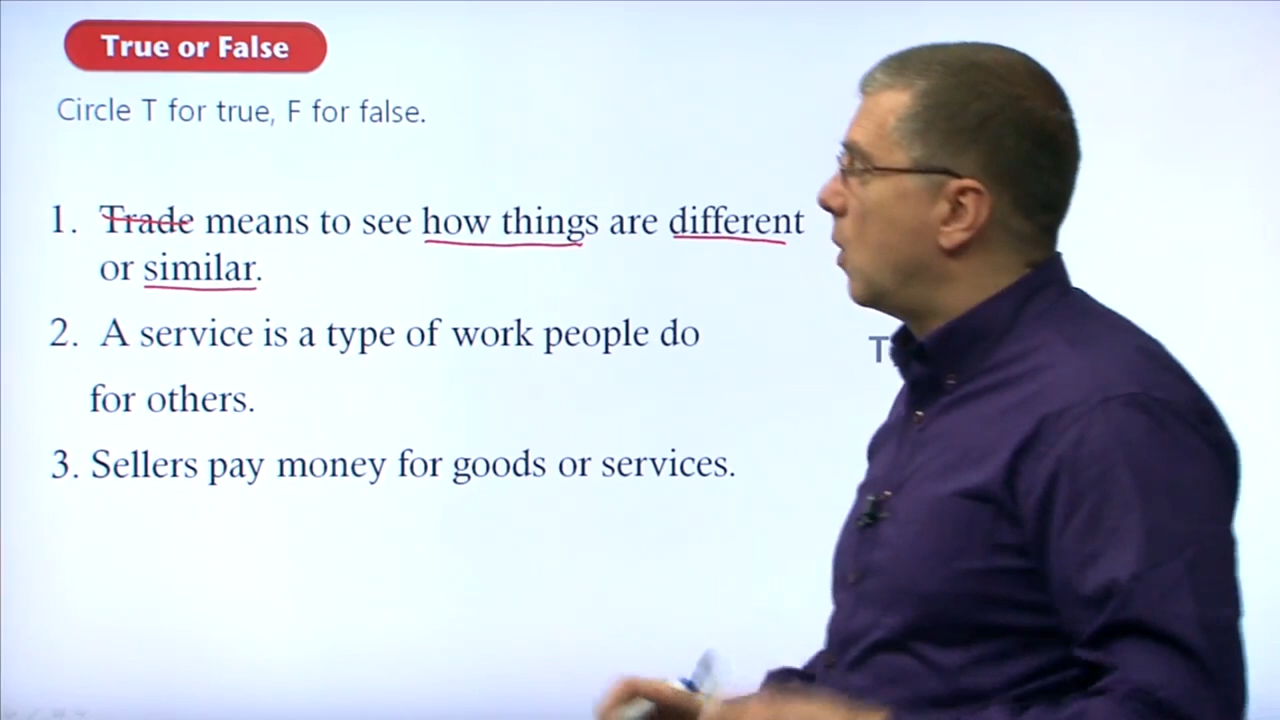 True or False
Circle T for true, F for false.
1. Trade means to see how things are different
or similar.
2. A service is a type of work people do
T
for others.
3. Sellers pay money for goods or services.